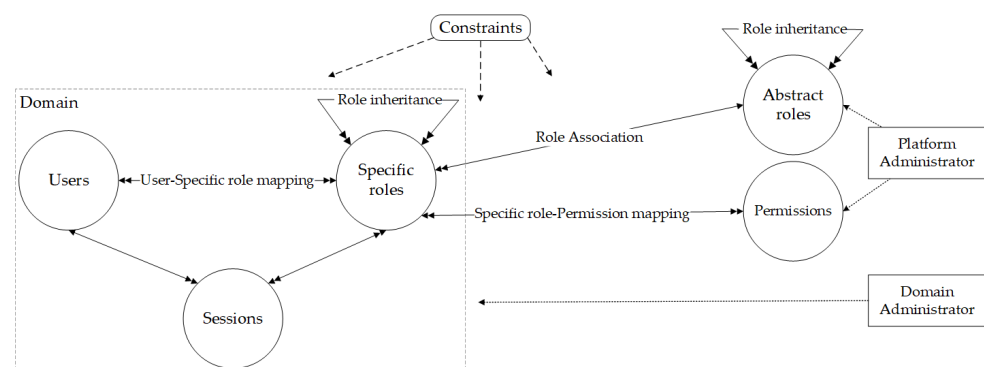 Constraints
Role inheritance
Domain
Role inheritance
Abstract
roles
Role Association
Platform
Administrator
Users
User-Specific role mapping
Specific
roles
Specific role-Permission mapping
Permissions
Sessions
Domain
Administrator